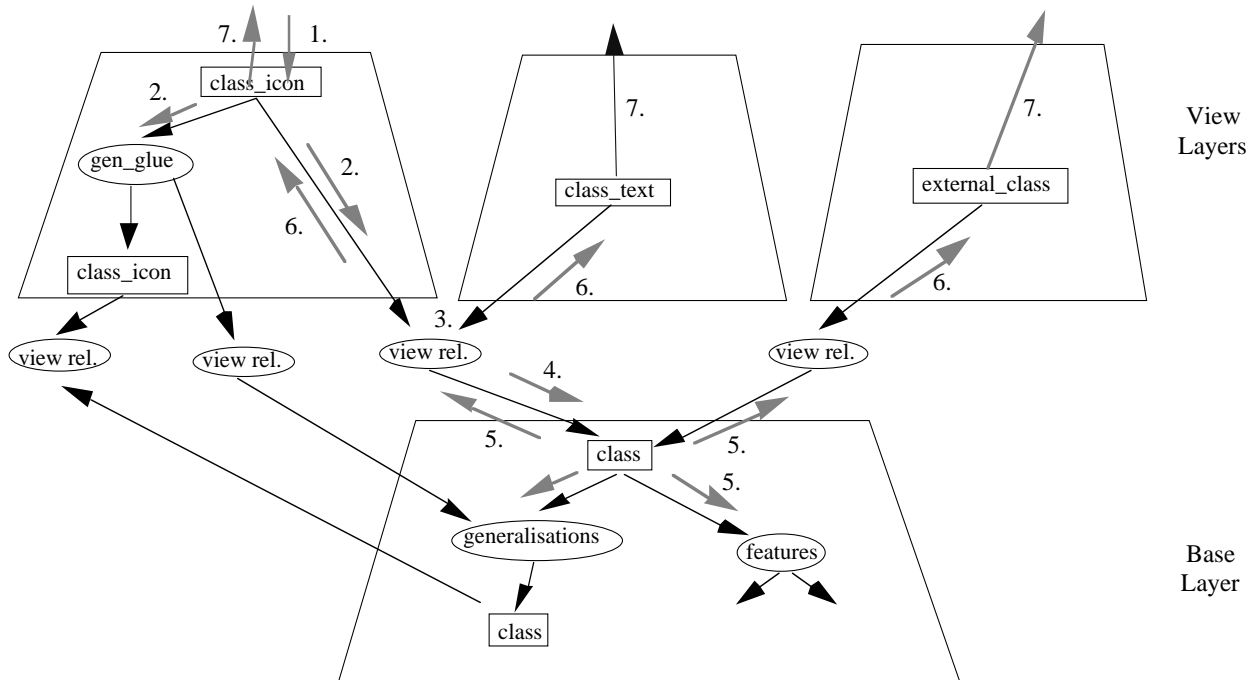 7.
1.
class_icon
2.
gen_glue
2.
6.
class_icon
7.
class_text
6.
7.
external_class
6.
View
Layers
3.
view rel.
view rel.
view rel.
view rel.
4.
5.
5.
class
5.
generalisations
features
class
Base
Layer